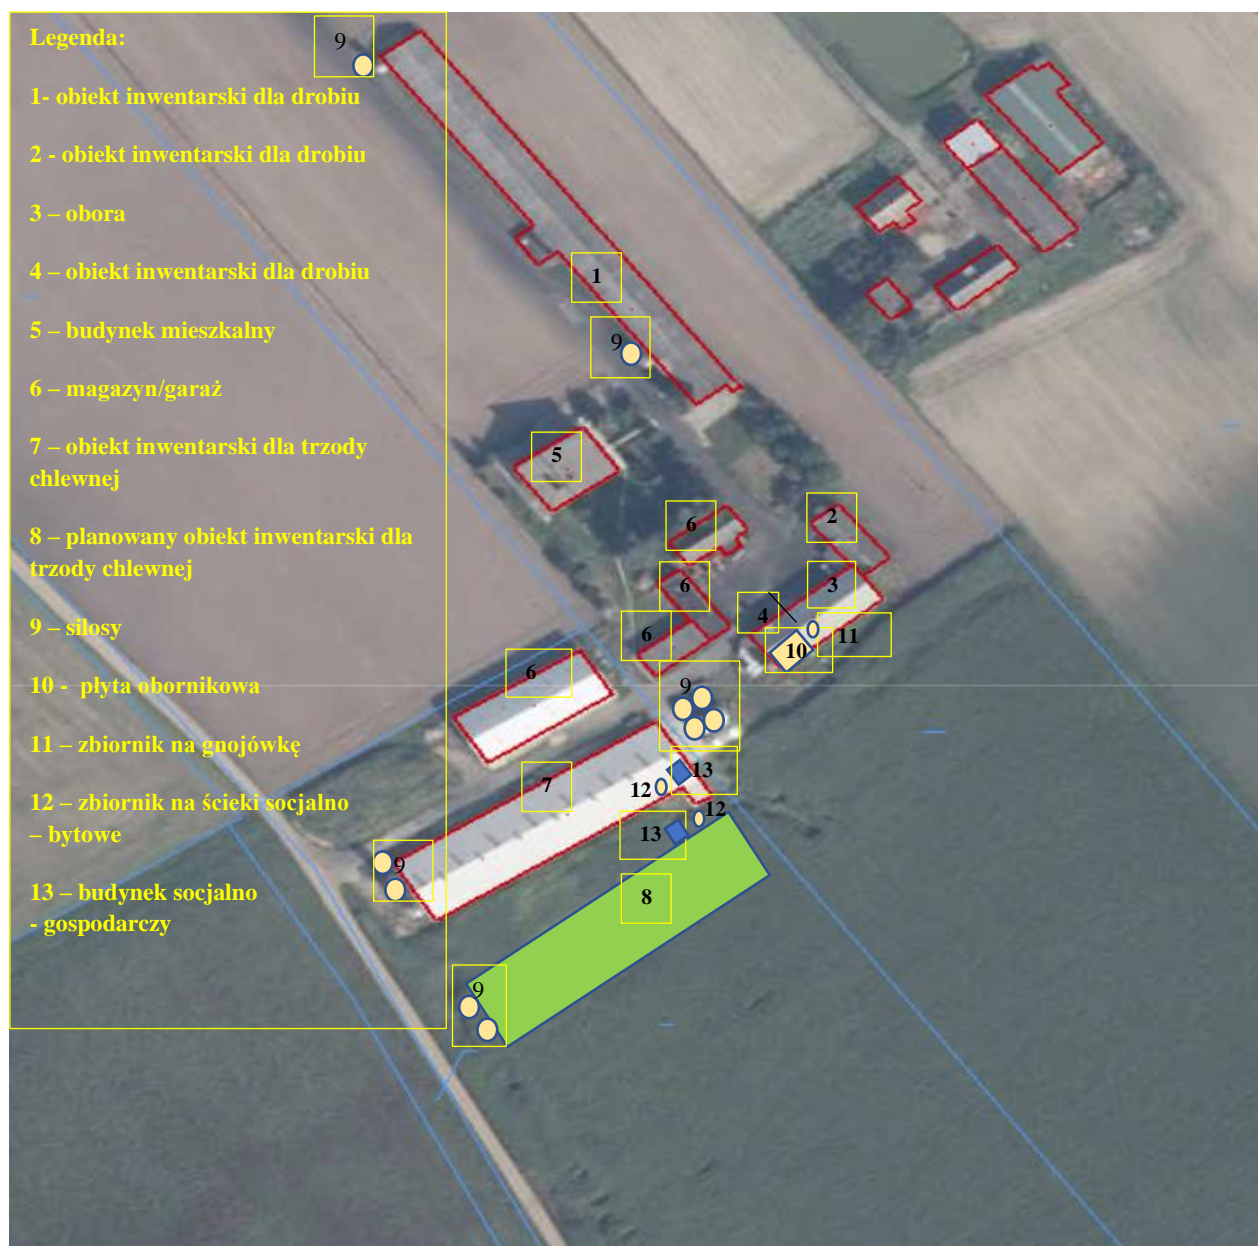 Legenda:
1- obiekt inwentarski dla drobiu
2 - obiekt inwentarski dla drobiu
3 – obora
4 – obiekt inwentarski dla drobiu
5 – budynek mieszkalny
6 – magazyn/garaż
7 – obiekt inwentarski dla trzody
chlewnej
8 – planowany obiekt inwentarski dla
trzody chlewnej
9 – silosy
10 - płyta obornikowa
11 – zbiornik na gnojówkę
12 – zbiornik na ścieki socjalno
– bytowe
13 – budynek socjalno
- gospodarczy
9
1
9
5
2
6
3
6
4
6
11
10
6
9
13
7
12
12
13
9
8
9